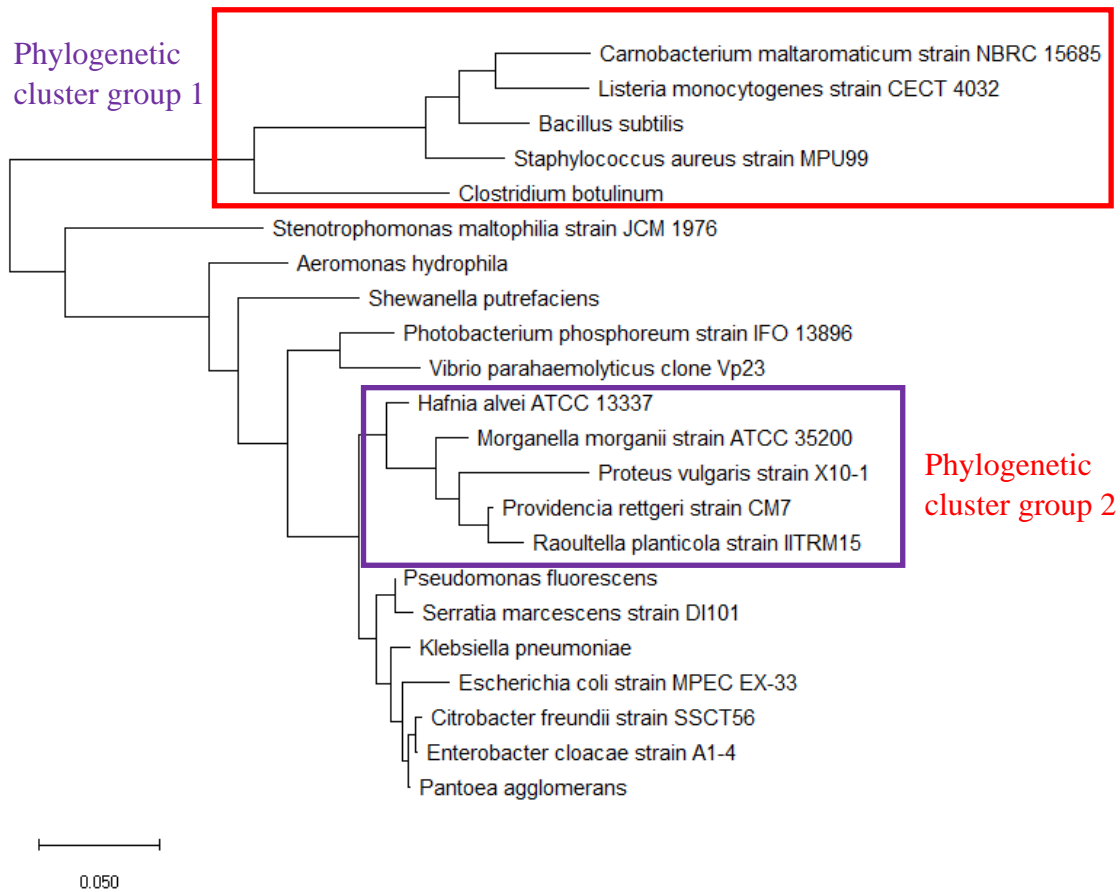 Phylogenetic
cluster group 1
Carnobacterium maltaromaticum strain NBRC 15685
Listeria monocytogenes strain CECT 4032
Bacillus subtilis
Staphylococcus aureus strain MPU99
Clostridium botulinum
Stenotrophomonas maltophilia strain JCM 1976
Aeromonas hydrophila
Shewanella putrefaciens
Photobacterium phosphoreum strain IFO 13896
Vibrio parahaemolyticus clone Vp23
Hafnia alvei ATCC 13337
Morganella morganii strain ATCC 35200
Proteus vulgaris strain X10-1
Providencia rettgeri strain CM7
Raoultella planticola strain IITRM15
Phylogenetic
cluster group 2
Pseudomonas fluorescens
Serratia marcescens strain DI101
Klebsiella pneumoniae
Escherichia coli strain MPEC EX-33
Citrobacter freundii strain SSCT56
Enterobacter cloacae strain A1-4
Pantoea agglomerans
0.050